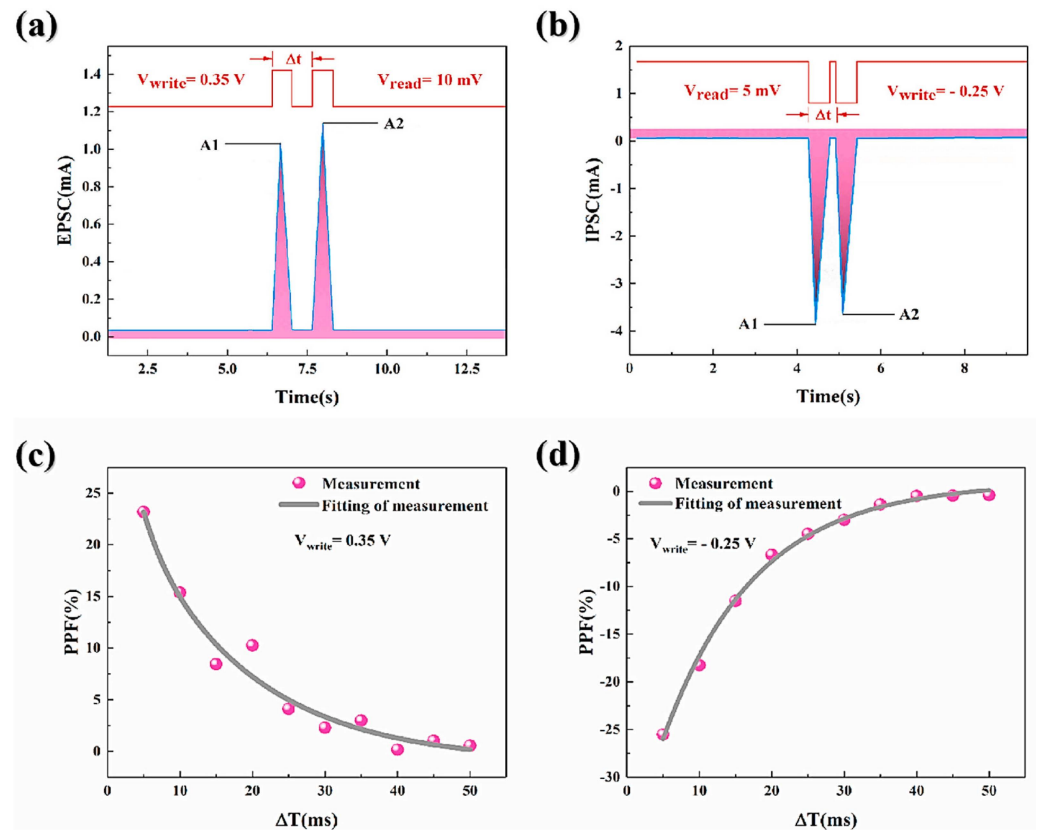 (a)
1.4
1.2
1.0
0.8
0.6
0.4
0.2
0.0
EPSC(mA)
Δt
Vwrite= 0.35 V
Vread= 10 mV
A1
A2
2.5
5.0
7.5
10.0
12.5
Time(s)
(b)
2
1
0
-1
-2
-3
-4
IPSC(mA)
Vread= 5 mV
Vwrite= - 0.25 V
Δt
A1
A2
0
2
4
6
8
Time(s)
(c)
25
20
15
10
5
0
PPF(%)
Measurement
Fitting of measurement
Vwrite= 0.35 V
0
10
20
30
40
50
ΔT(ms)
(d)
0
-5
-10
-15
-20
-25
-30
PPF(%)
Measurement
Fitting of measurement
Vwrite= - 0.25 V
0
10
20
30
40
50
ΔT(ms)